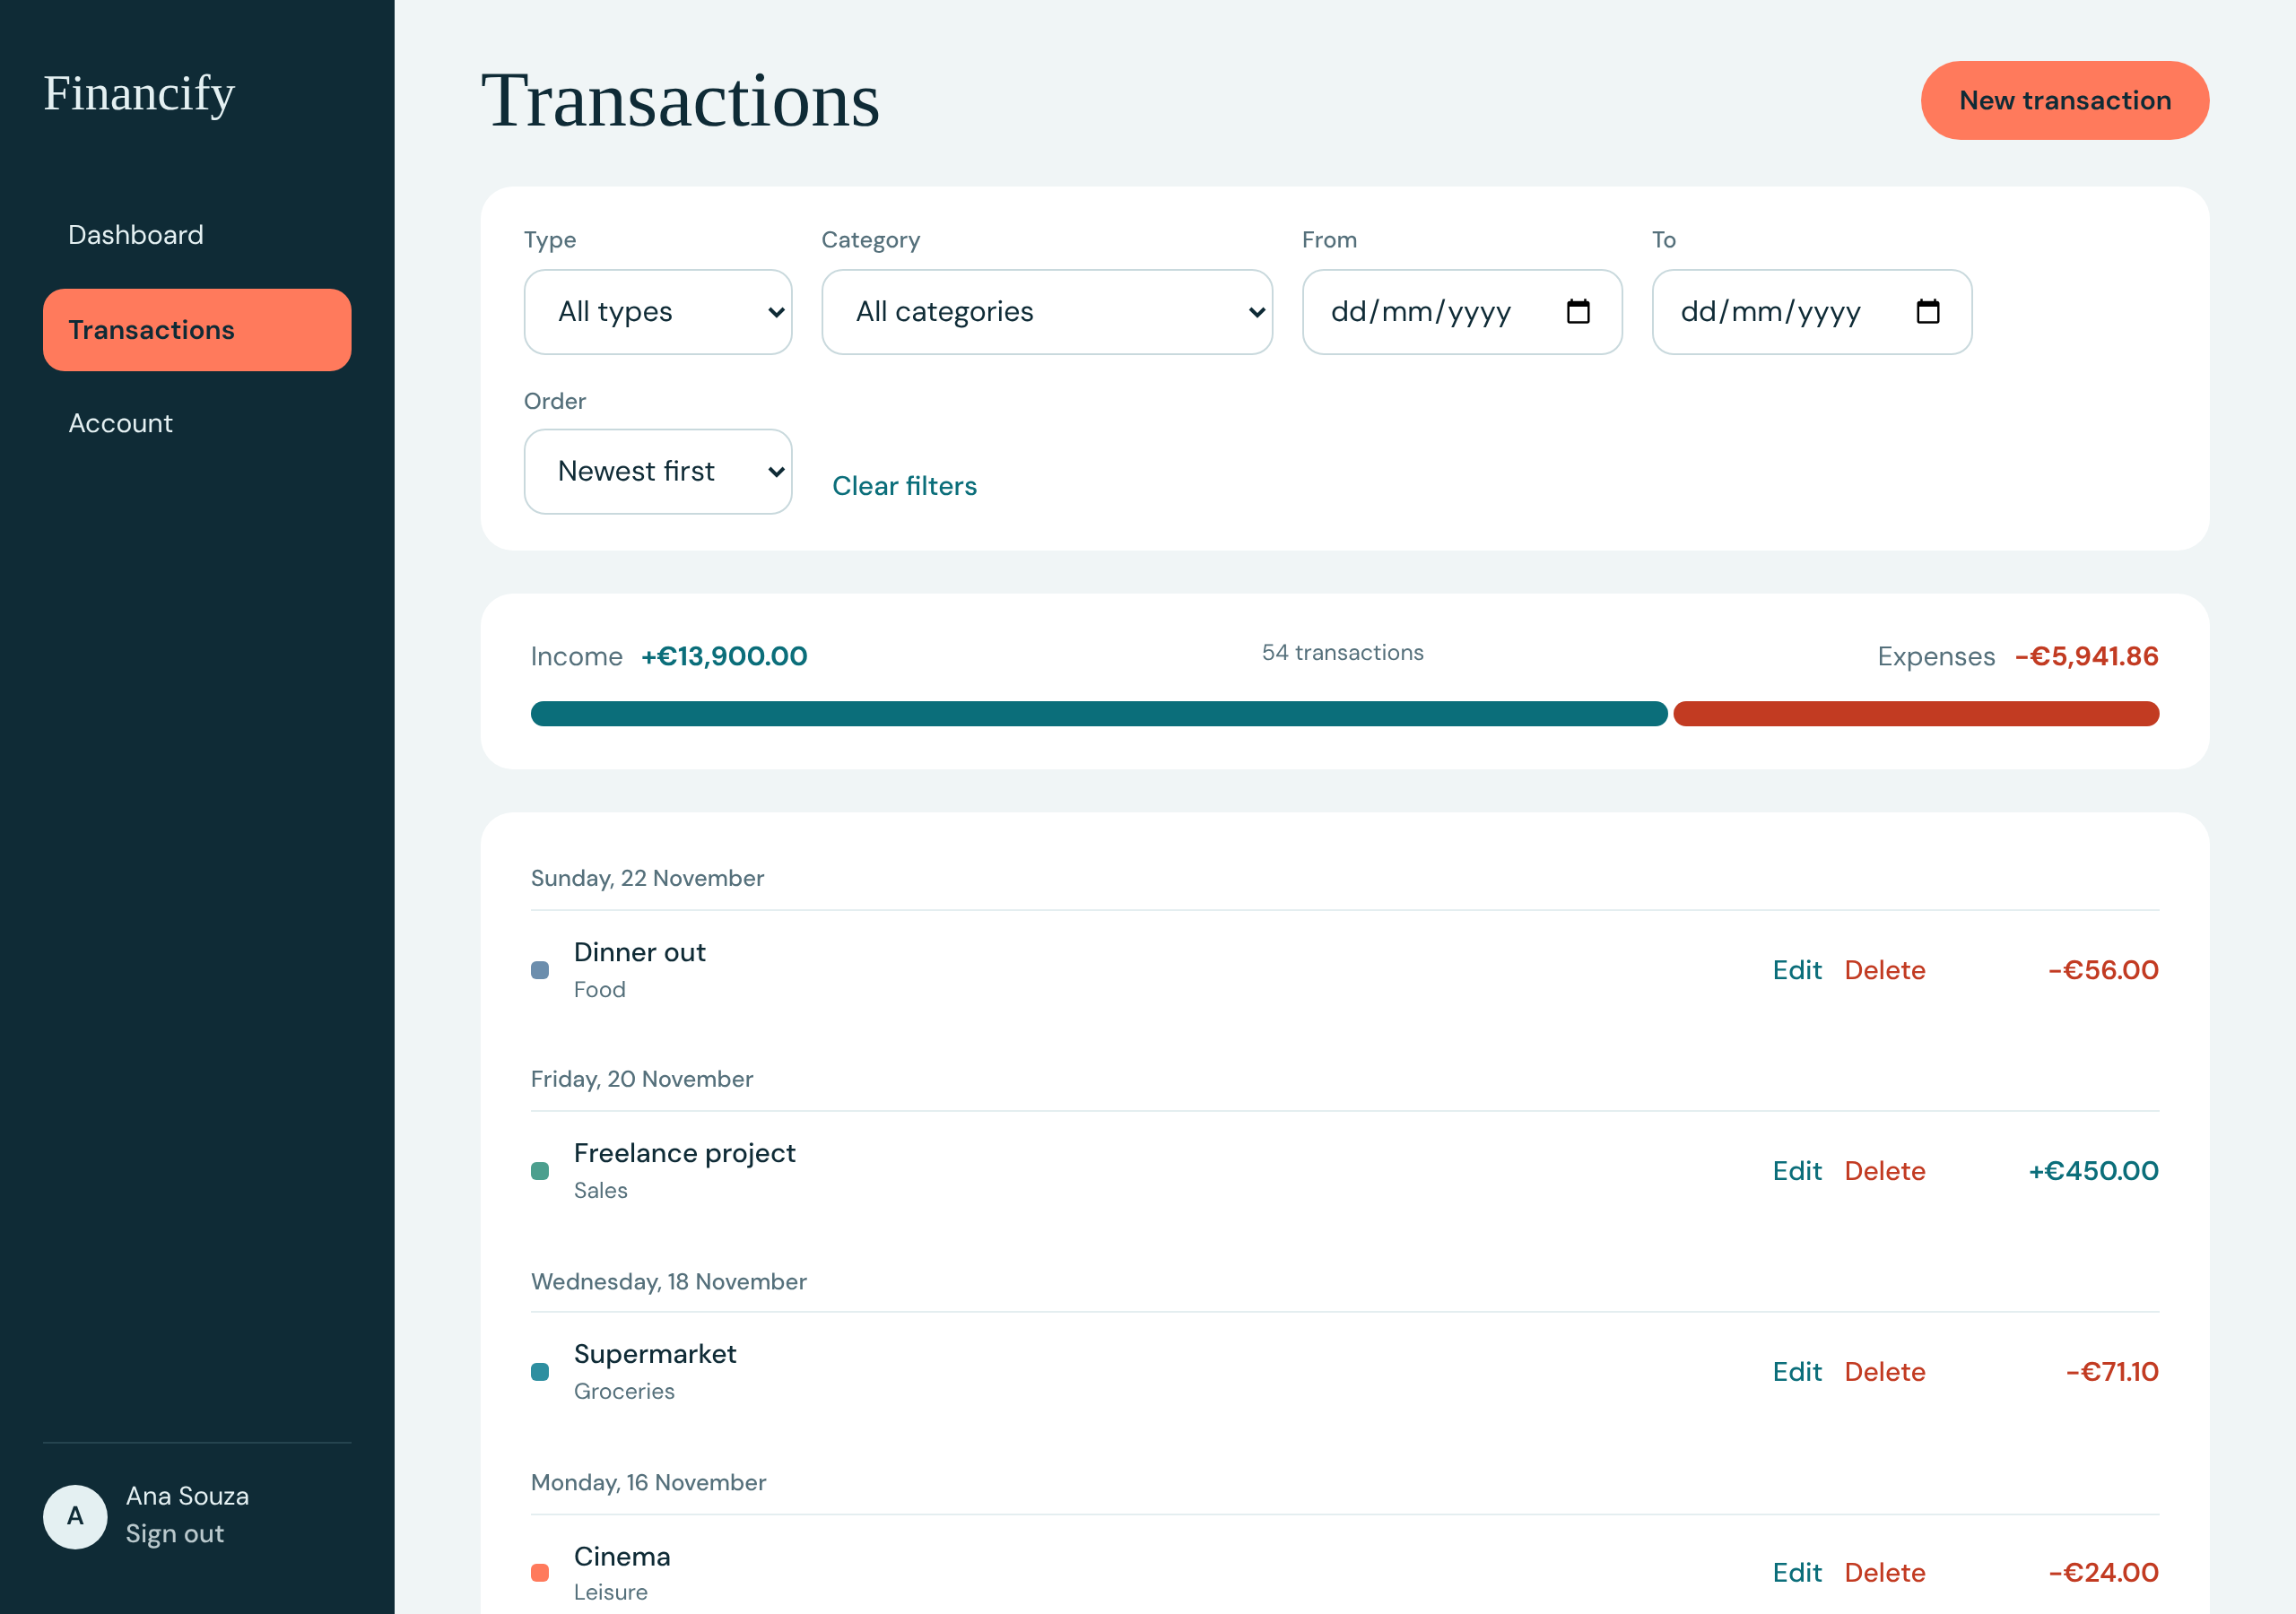 Financify
Dashboard
Transactions
Account
Ana Souza
A
Sign out
Transactions
New transaction
Type
Category
From
To
All types
All categories
dd/mm/yyyy
dd/mm/yyyy
Order
Newest first
Clear filters
Income +€13,900.00
54 transactions
Expenses -€5,941.86
Sunday, 22 November
Dinner out
Food
Edit Delete -€56.00
Friday, 20 November
Freelance project
Sales
Edit Delete +€450.00
Wednesday, 18 November
Supermarket
Groceries
Edit Delete -€71.10
Monday, 16 November
Cinema
Leisure
Edit Delete -€24.00